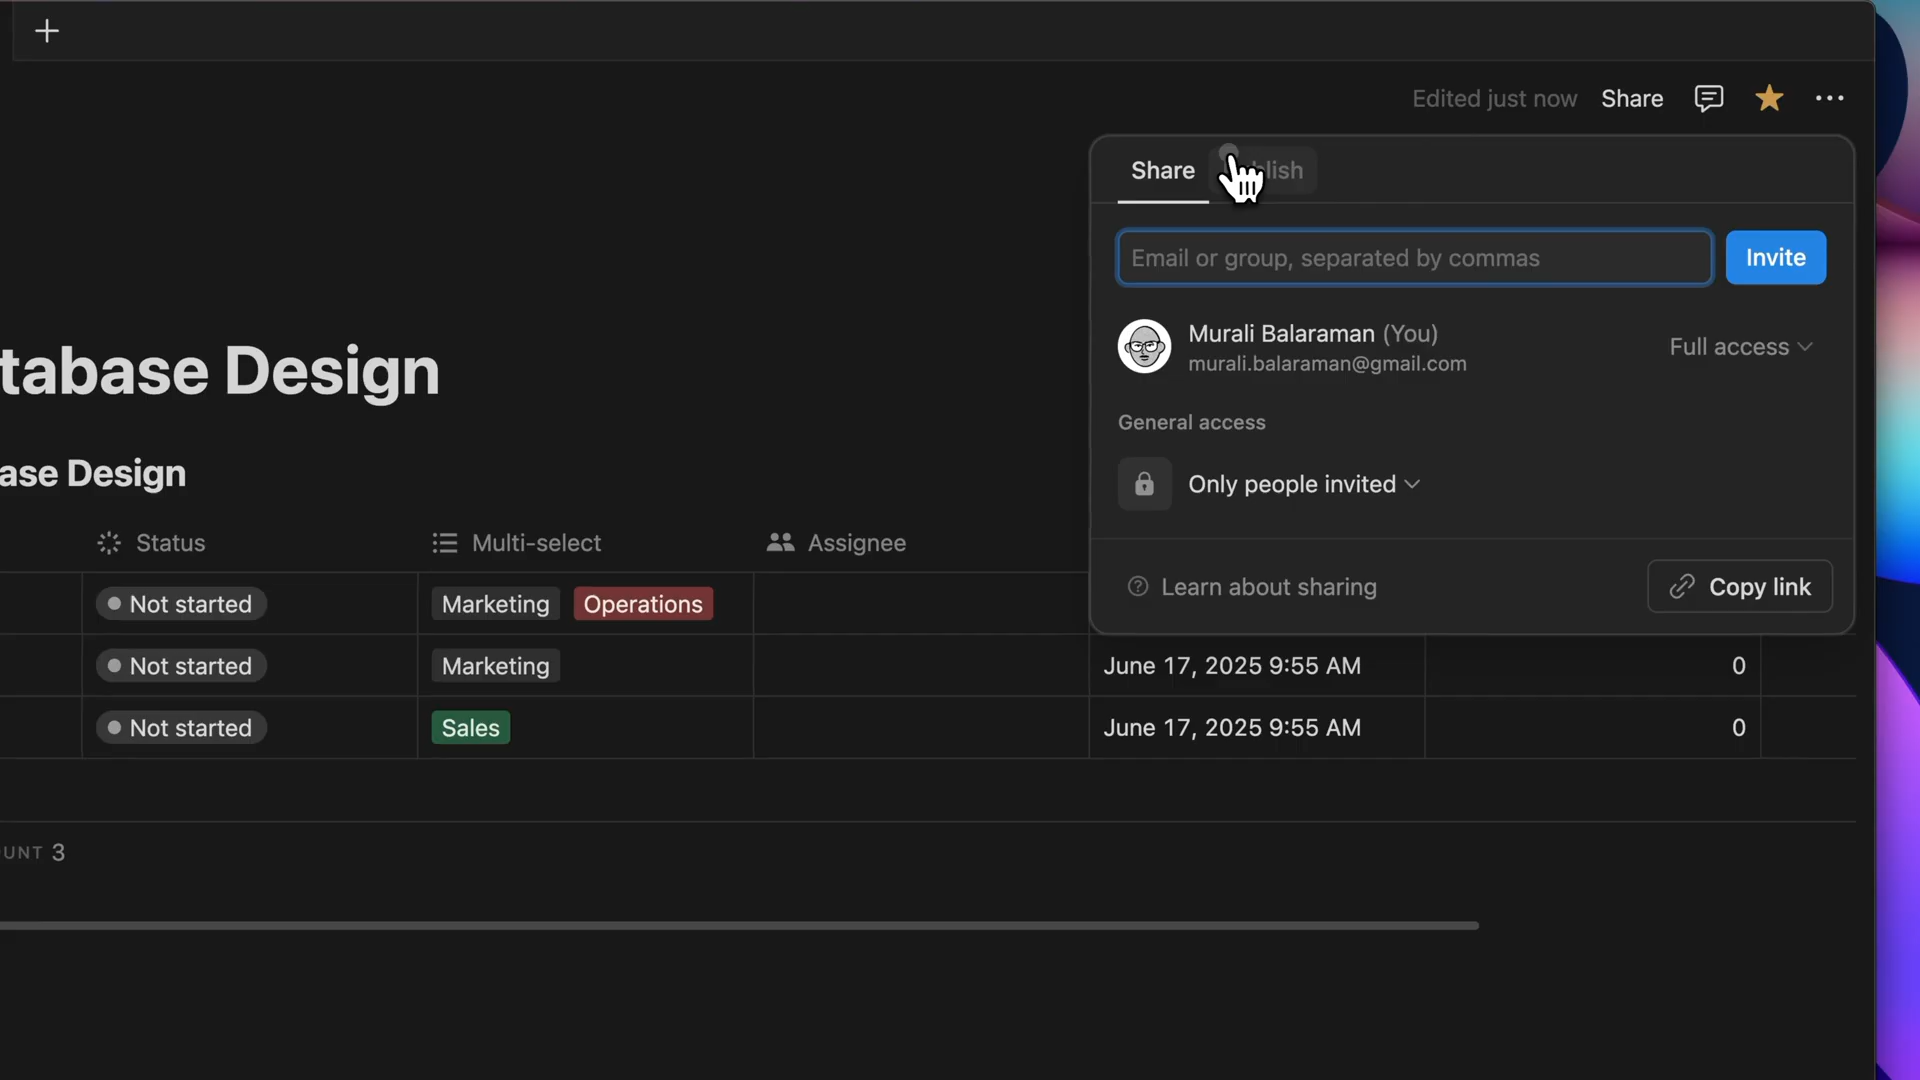 Edited just now Share
Share
Email or group, separated by commas
Invite
Murali Balaraman (You)
murali.balaraman@gmail.com
Full access
General access
Only people invited
Learn about sharing
Copy link
Design
Design
Status Multi-select Assignee
Not started Marketing Operations
Not started Marketing June 17, 2025 9:55 AM 0
Not started Sales June 17, 2025 9:55 AM 0
3